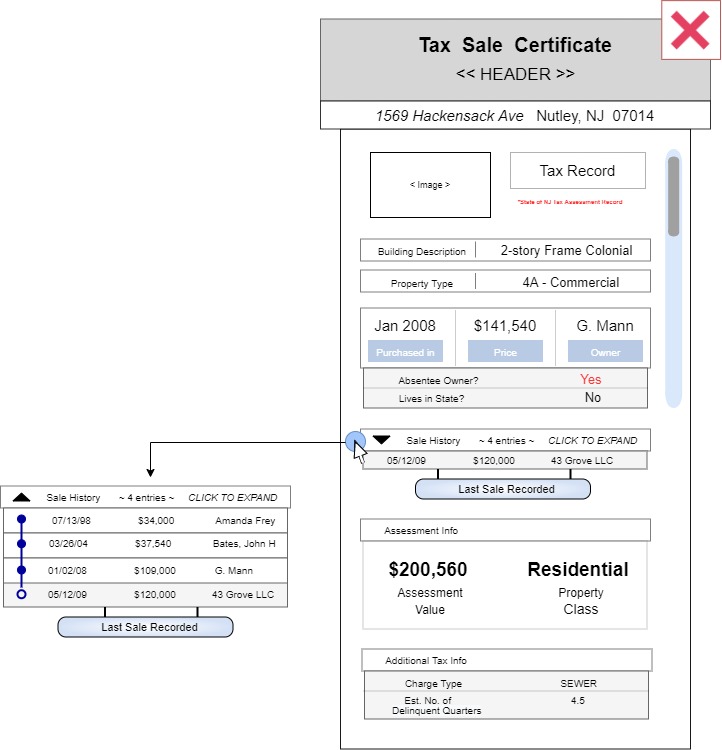 Tax Sale Certificate
<< HEADER >>
1569 Hackensack Ave Nutley, NJ 07014
< Image >
Tax Record
*State of NJ Tax Assessment Record
Building Description 2-story Frame Colonial
Property Type 4A - Commercial
Jan 2008 $141,540 G. Mann
Purchased in Price Owner
Absentee Owner? Yes
Lives in State? No
Sale History ~ 4 entries ~ CLICK TO EXPAND
05/12/09 $120,000 43 Grove LLC
Last Sale Recorded
Sale History ~ 4 entries ~ CLICK TO EXPAND
07/13/98 $34,000 Amanda Frey
03/26/04 $37,540 Bates, John H
01/02/08 $109,000 G. Mann
05/12/09 $120,000 43 Grove LLC
Last Sale Recorded
Assessment Info
$200,560 Residential
Assessment Property
Value Class
Additional Tax Info
Charge Type SEWER
Est. No. of 4.5
Delinquent Quarters